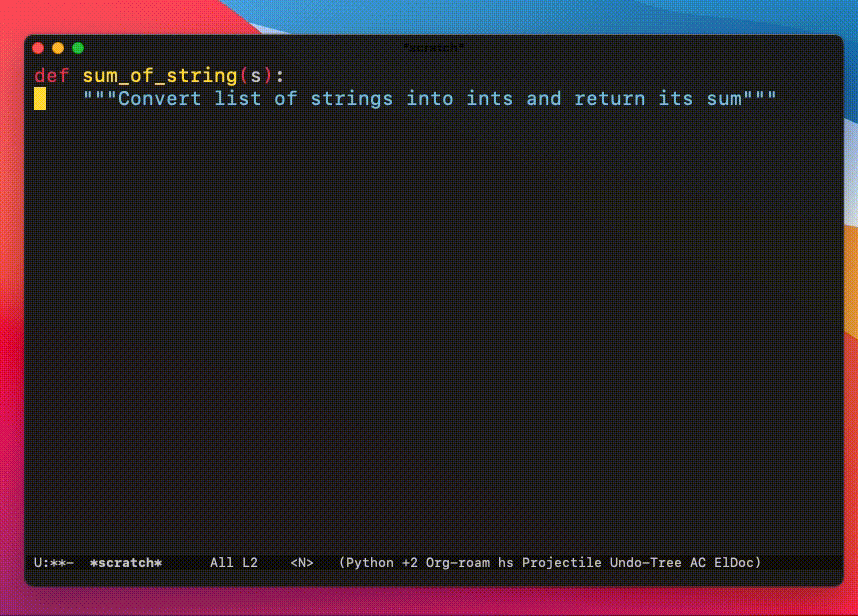 *scratch*
def sum_of_string(s):
    """Convert list of strings into ints and return its sum"""
U:**-  *scratch*      All L2    <N>   (Python +2 Org-roam hs Projectile Undo-Tree AC ElDoc)